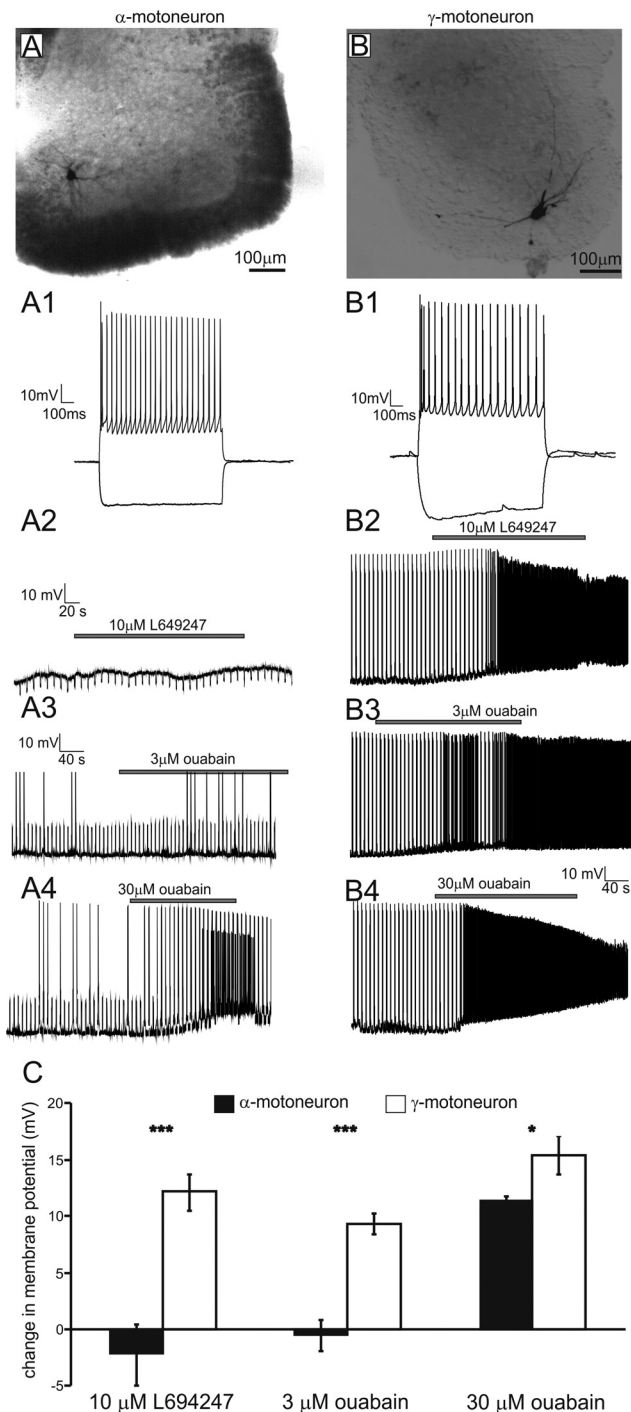 α-motoneuron
γ-motoneuron
A
B
100μm
100μm
A1
B1
10mV
100ms
10mV
100ms
A2
B2
10μM L649247
10 mV
20 s
10μM L649247
A3
B3
10 mV
40 s
3μM ouabain
3μM ouabain
A4
B4
10 mV
40 s
30μM ouabain
30μM ouabain
C
α-motoneuron
γ-motoneuron
change in membrane potential (mV)
20
15
10
5
0
-5
***
***
*
10 μM L694247
3 μM ouabain
30 μM ouabain